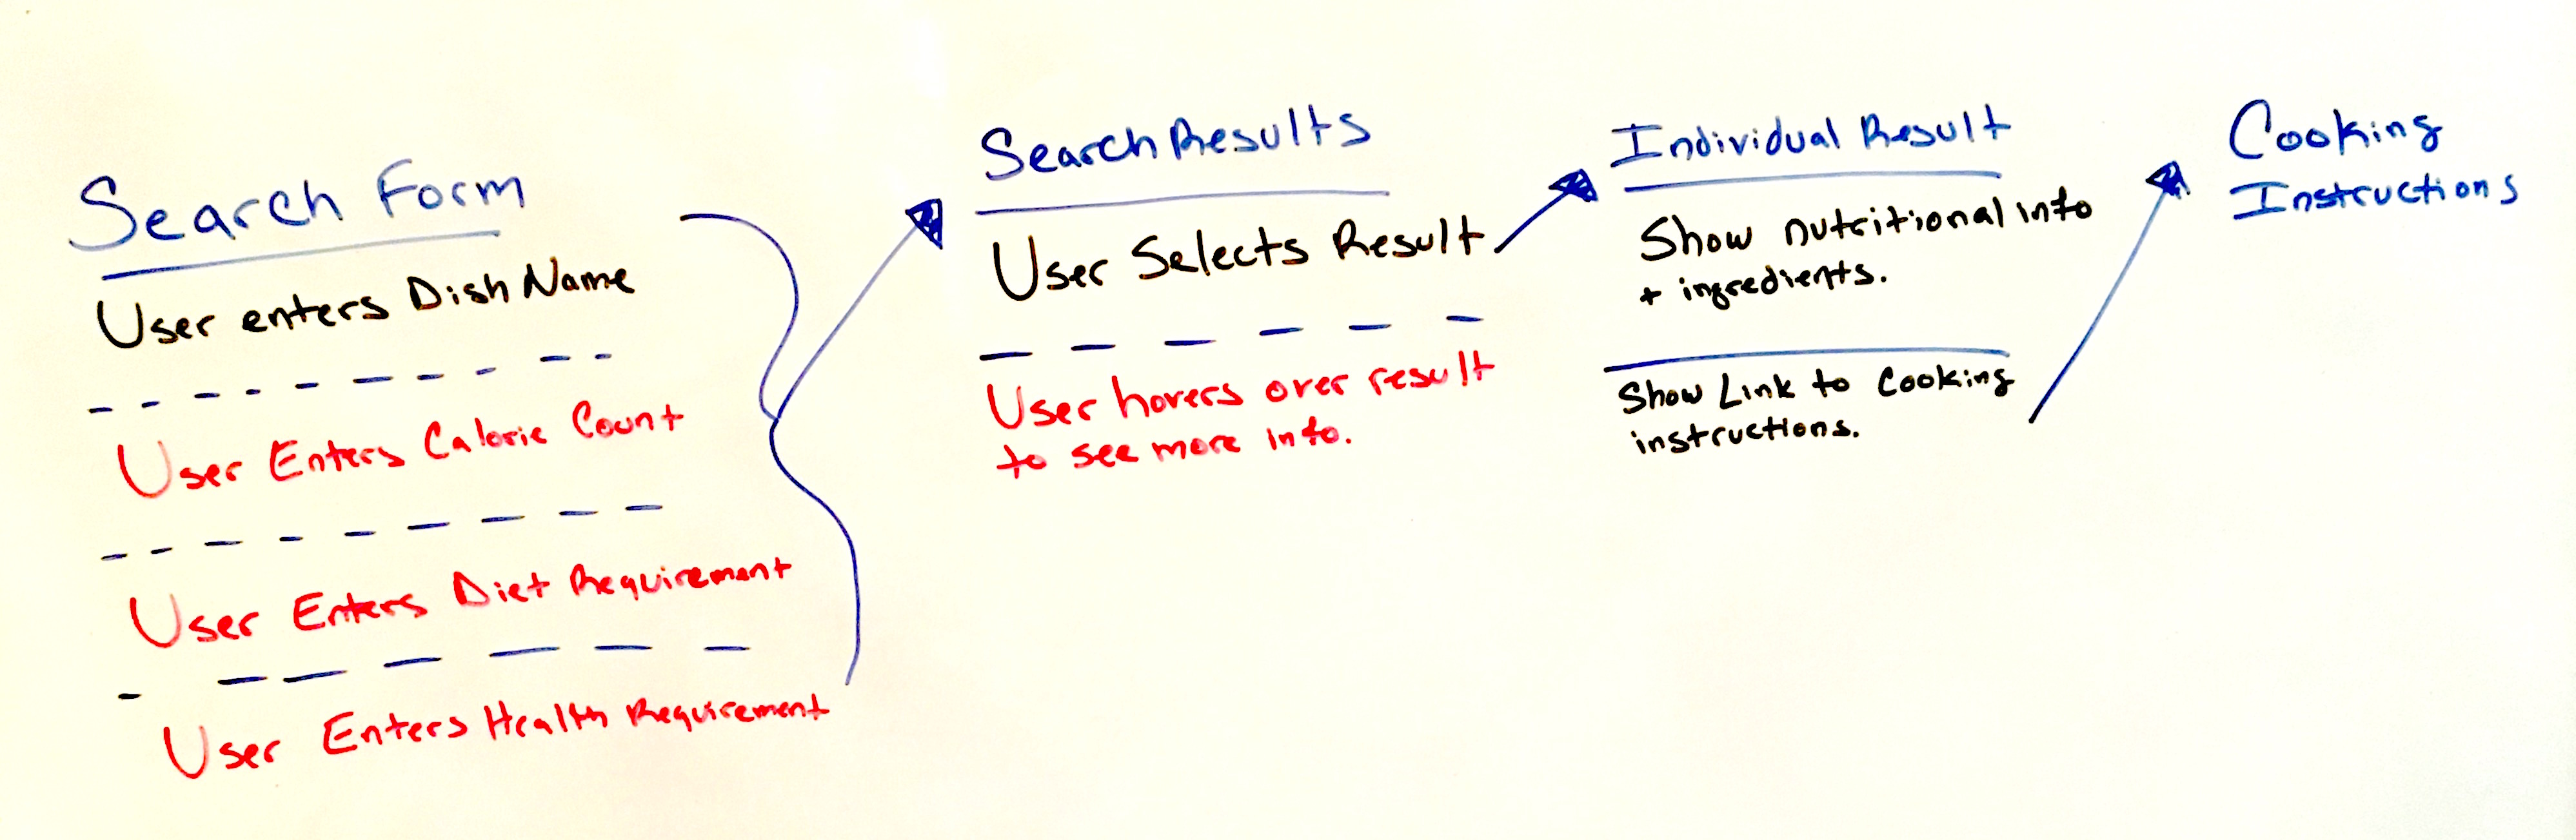 Search Form
User enters Dish Name
User Enters Calorie Count
User Enters Diet Requirement
User Enters Health Requirement
Search Results
User Selects Result
User hovers over result
to see more info.
Individual Result
Show nutritional info
+ ingredients.
Show Link to Cooking
instructions.
Cooking
Instructions